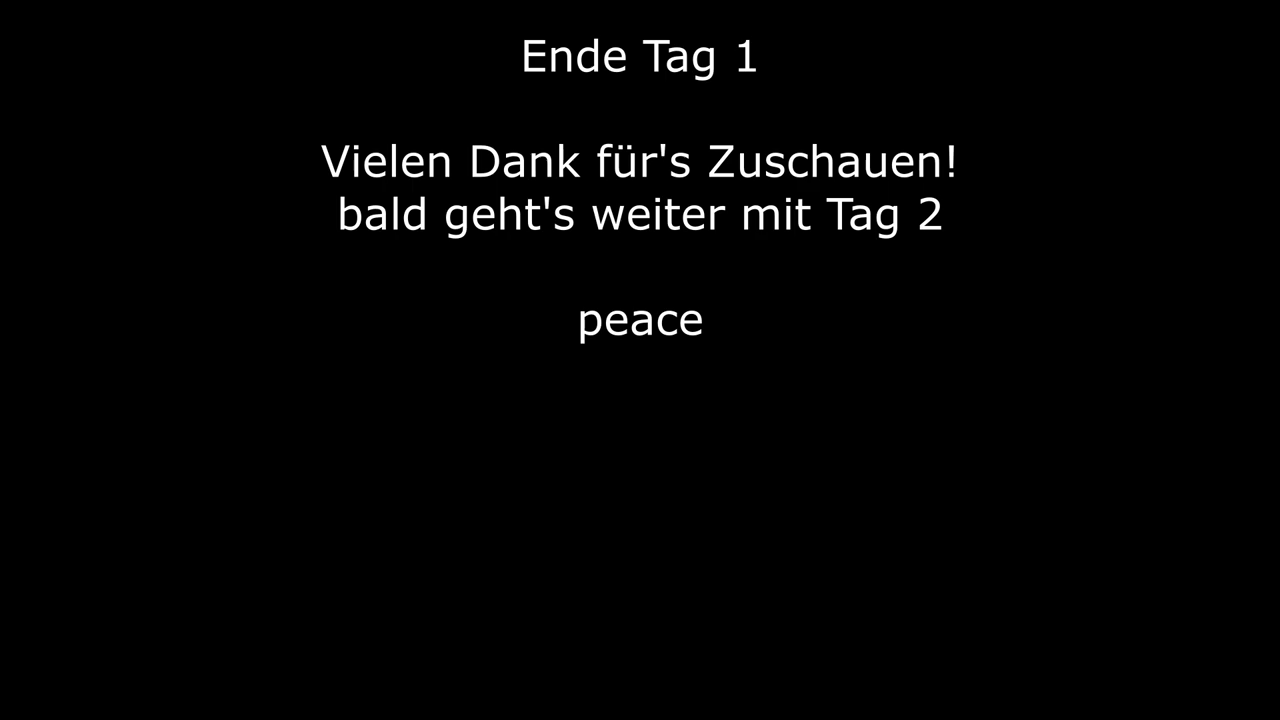 Ende Tag 1
Vielen Dank für's Zuschauen!
bald geht's weiter mit Tag 2
peace